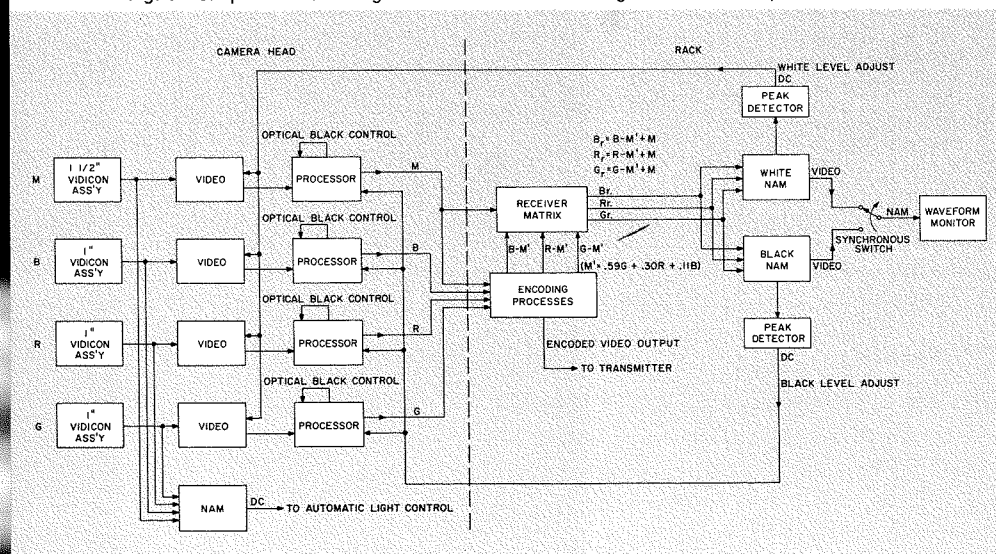 CAMERA HEAD
RACK
WHITE LEVEL ADJUST
DC
PEAK
DETECTOR
OPTICAL BLACK CONTROL
M
1 1/2"
VIDICON
ASS'Y
VIDEO
PROCESSOR
M
Br=B-M'+M
Rr=R-M'+M
Gr=G-M'+M
RECEIVER
MATRIX
Br.
Rr.
Gr.
WHITE
NAM
VIDEO
NAM
WAVEFORM
MONITOR
SYNCHRONOUS
SWITCH
OPTICAL BLACK CONTROL
B
1"
VIDICON
ASS'Y
VIDEO
PROCESSOR
B
B-M'
R-M'
G-M'
(M'= .59G + .30R + .11B)
BLACK
NAM
VIDEO
ENCODING
PROCESSES
OPTICAL BLACK CONTROL
R
1"
VIDICON
ASS'Y
VIDEO
PROCESSOR
R
ENCODED VIDEO OUTPUT
TO TRANSMITTER
PEAK
DETECTOR
DC
BLACK LEVEL ADJUST
OPTICAL BLACK CONTROL
G
1"
VIDICON
ASS'Y
VIDEO
PROCESSOR
G
NAM
DC
TO AUTOMATIC LIGHT CONTROL